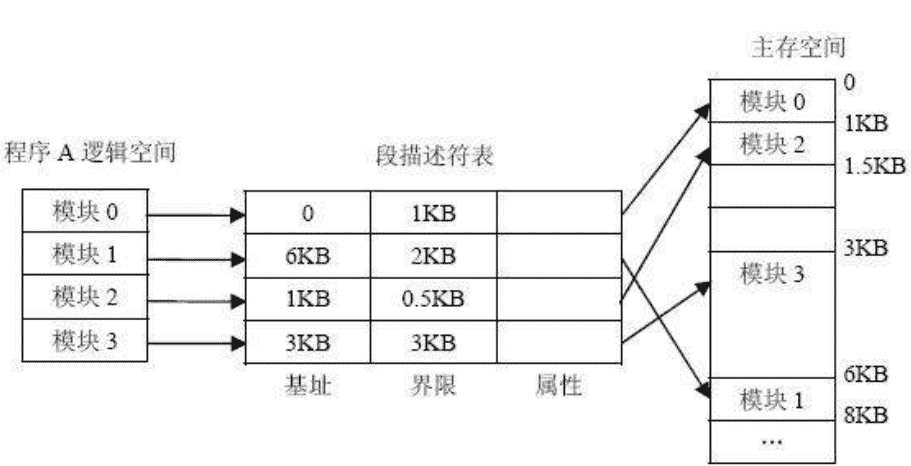 主存空间
0
模块 0
1KB
程序 A 逻辑空间
段描述符表
模块 2
1.5KB
模块 0
0
1KB
模块 1
6KB
2KB
3KB
模块 2
1KB
0.5KB
模块 3
模块 3
3KB
3KB
6KB
基址
界限
属性
模块 1
8KB
...